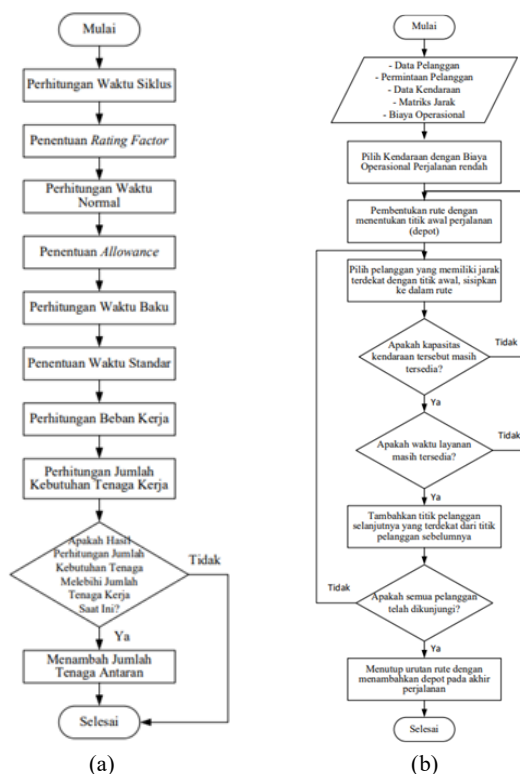 Mulai
Perhitungan Waktu Siklus
Penentuan Rating Factor
Perhitungan Waktu
Normal
Penentuan Allowance
Perhitungan Waktu Baku
Penentuan Waktu Standar
Perhitungan Beban Kerja
Perhitungan Jumlah
Kebutuhan Tenaga Kerja
Apakah Hasil
Perhitungan Jumlah
Kebutuhan Tenaga
Melebihi Jumlah
Tenaga Kerja
Saat Ini?
Tidak
Ya
Menambah Jumlah
Tenaga Antaran
Selesai
(a)
Mulai
- Data Pelanggan
- Permintaan Pelanggan
- Data Kendaraan
- Matriks Jarak
- Biaya Operasional
Pilih Kendaraan dengan Biaya
Operasional Perjalanan rendah
Pembentukan rute dengan
menentukan titik awal perjalanan
(depot)
Pilih pelanggan yang memiliki jarak
terdekat dengan titik awal, sisipkan
ke dalam rute
Apakah kapasitas
kendaraan tersebut masih
tersedia?
Tidak
Ya
Apakah waktu layanan
masih tersedia?
Tidak
Ya
Tambahkan titik pelanggan
selanjutnya yang terdekat dari titik
pelanggan sebelumnya
Tidak
Apakah semua pelanggan
telah dikunjungi?
Ya
Menutup urutan rute dengan
menambahkan depot pada akhir
perjalanan
Selesai
(b)